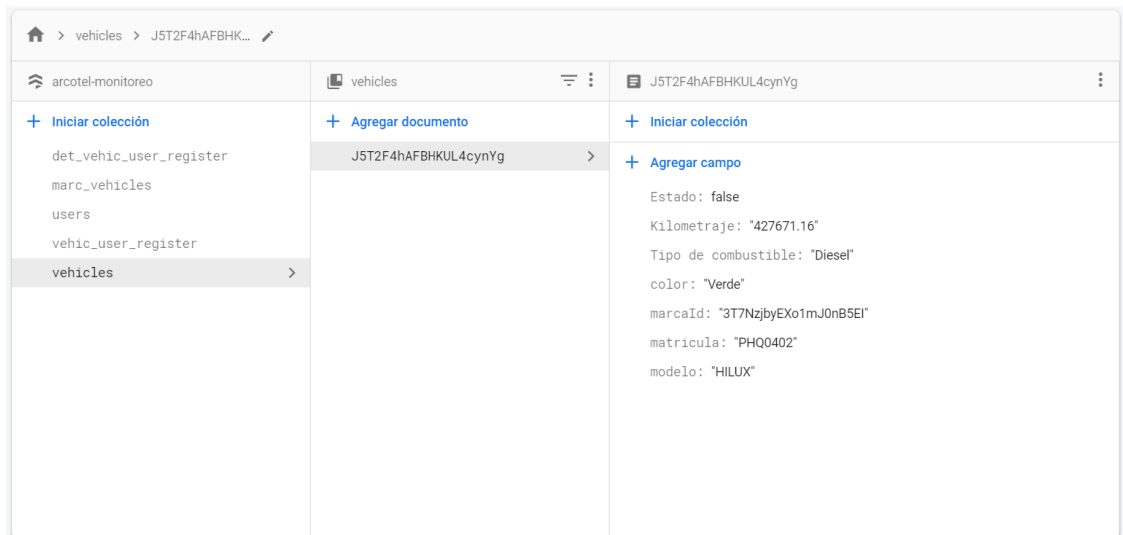 vehicles > J5T2F4hAFBHK...
arcotel-monitoreo
Iniciar colección
det_vehic_user_register
marc_vehicles
users
vehic_user_register
vehicles
vehicles
Agregar documento
J5T2F4hAFBHKUL4cynYg
J5T2F4hAFBHKUL4cynYg
Iniciar colección
Agregar campo
Estado: false
Kilometraje: "427671.16"
Tipo de combustible: "Diesel"
color: "Verde"
marcaId: "3T7NzjbyEXo1mJ0nB5EI"
matricula: "PHQ0402"
modelo: "HILUX"